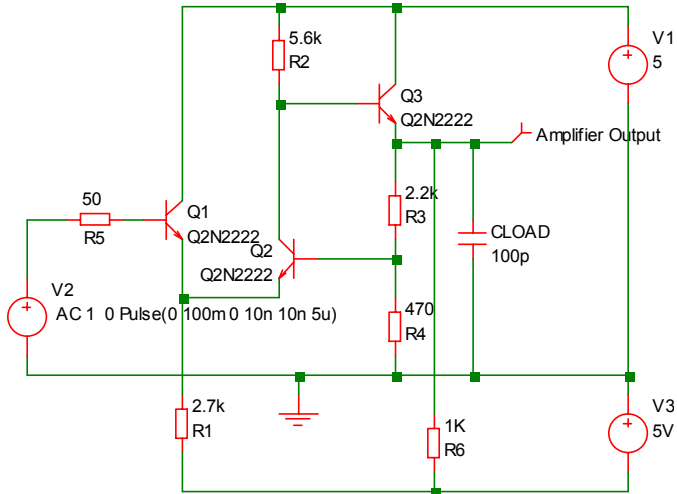 5.6k
R2
V1
5
Q3
Q2N2222
Amplifier Output
50
R5
Q1
Q2N2222
2.2k
R3
Q2
Q2N2222
CLOAD
100p
V2
AC 1 0 Pulse(0 100m 0 10n 10n 5u)
470
R4
2.7k
R1
1K
R6
V3
5V